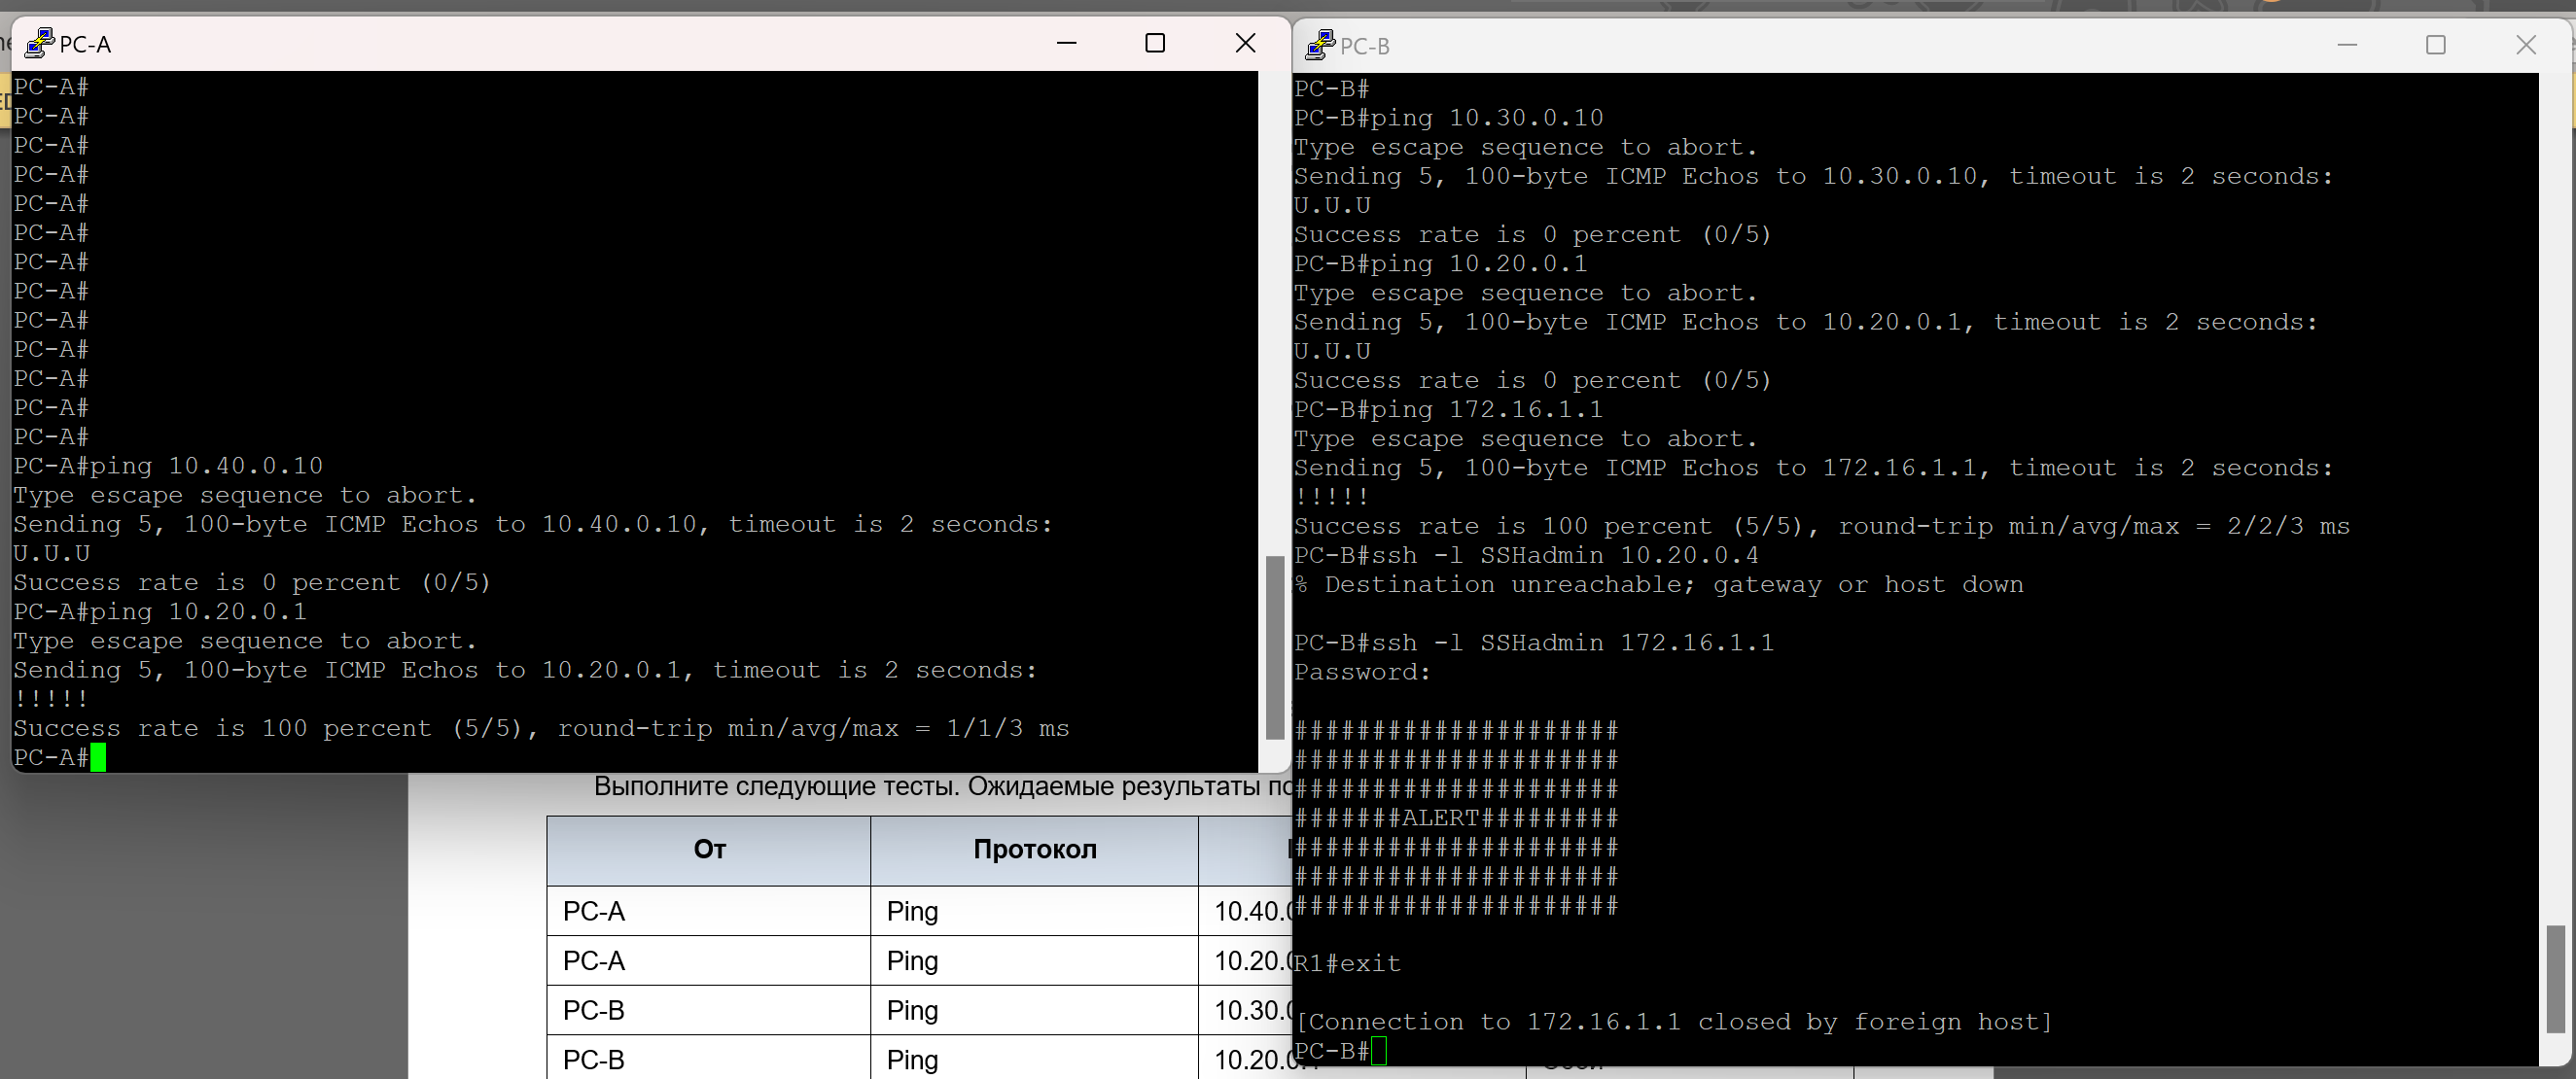 PC-A
PC-A#
PC-A#
PC-A#
PC-A#
PC-A#
PC-A#
PC-A#
PC-A#
PC-A#
PC-A#
PC-A#
PC-A#
PC-A#
PC-A#ping 10.40.0.10
Type escape sequence to abort.
Sending 5, 100-byte ICMP Echos to 10.40.0.10, timeout is 2 seconds:
U.U.U
Success rate is 0 percent (0/5)
PC-A#ping 10.20.0.1
Type escape sequence to abort.
Sending 5, 100-byte ICMP Echos to 10.20.0.1, timeout is 2 seconds:
!!!!!
Success rate is 100 percent (5/5), round-trip min/avg/max = 1/1/3 ms
PC-A#
PC-B
PC-B#
PC-B#ping 10.30.0.10
Type escape sequence to abort.
Sending 5, 100-byte ICMP Echos to 10.30.0.10, timeout is 2 seconds:
U.U.U
Success rate is 0 percent (0/5)
PC-B#ping 10.20.0.1
Type escape sequence to abort.
Sending 5, 100-byte ICMP Echos to 10.20.0.1, timeout is 2 seconds:
U.U.U
Success rate is 0 percent (0/5)
PC-B#ping 172.16.1.1
Type escape sequence to abort.
Sending 5, 100-byte ICMP Echos to 172.16.1.1, timeout is 2 seconds:
!!!!!
Success rate is 100 percent (5/5), round-trip min/avg/max = 2/2/3 ms
PC-B#ssh -l SSHadmin 10.20.0.4
% Destination unreachable; gateway or host down
PC-B#ssh -l SSHadmin 172.16.1.1
Password:
#####################
#####################
#####################
#######ALERT#########
#####################
#####################
#####################
R1#exit
[Connection to 172.16.1.1 closed by foreign host]
PC-B#
Выполните следующие тесты. Ожидаемые результаты
От Протокол
PC-A Ping 10.40.
PC-A Ping 10.20.
PC-B Ping 10.30.
PC-B Ping 10.20.